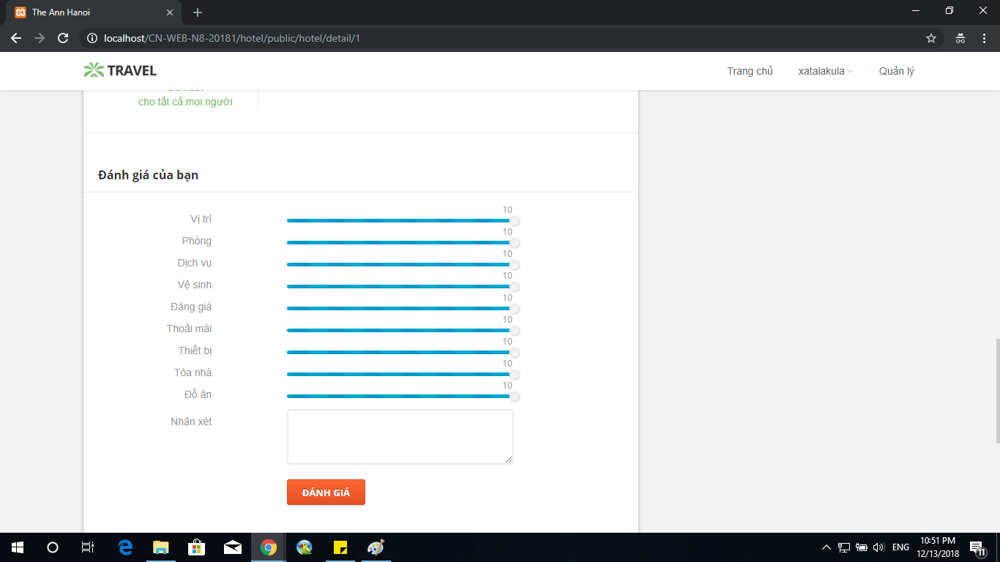 The Ann Hanoi
localhost/CN-WEB-N8-20181/hotel/public/hotel/detail/1
TRAVEL
Trang chủ
xatalakula
Quản lý
cho tất cả mọi người
Đánh giá của bạn
10
Vị trí
10
Phòng
10
Dịch vụ
10
Vệ sinh
10
Đáng giá
10
Thoải mái
10
Thiết bị
10
Tòa nhà
10
Đồ ăn
Nhận xét
ĐÁNH GIÁ
ENG
10:51 PM
12/13/2018
11